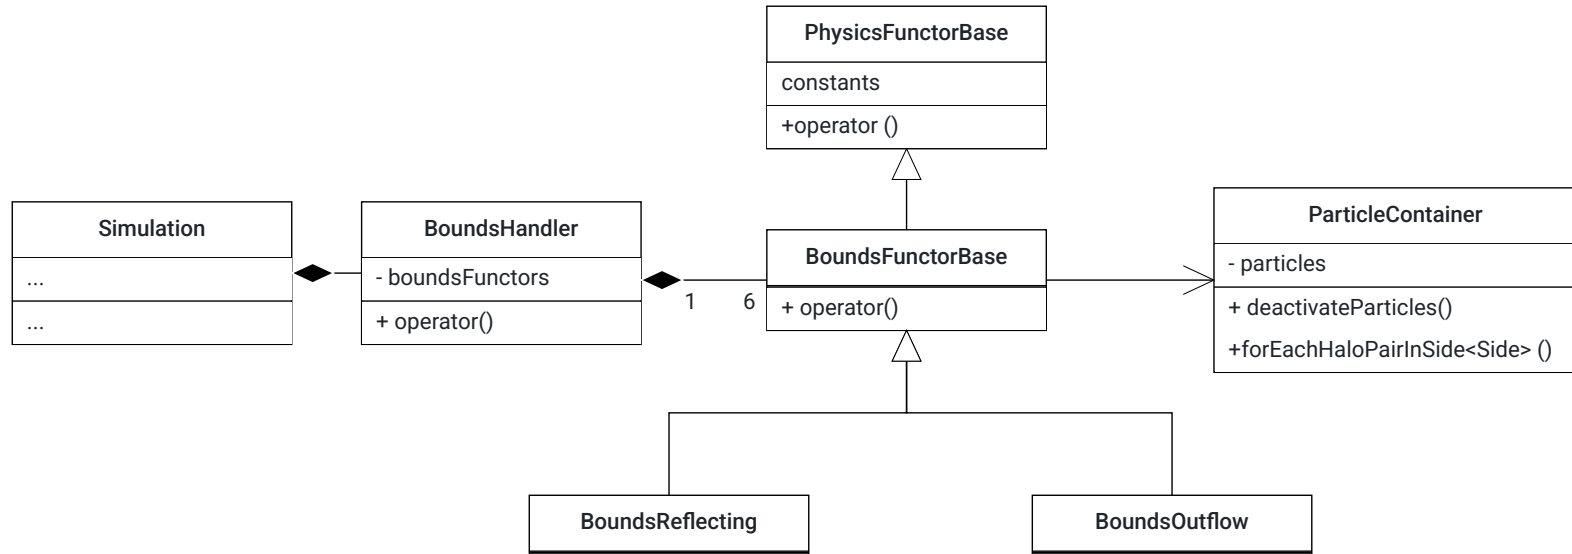 PhysicsFunctorBase
constants
+operator ()
Simulation
...
...
BoundsHandler
- boundsFunctors
+ operator()
1
6
BoundsFunctorBase
+ operator()
ParticleContainer
- particles
+ deactivateParticles()
+forEachHaloPairInSide<Side> ()
BoundsReflecting
BoundsOutflow